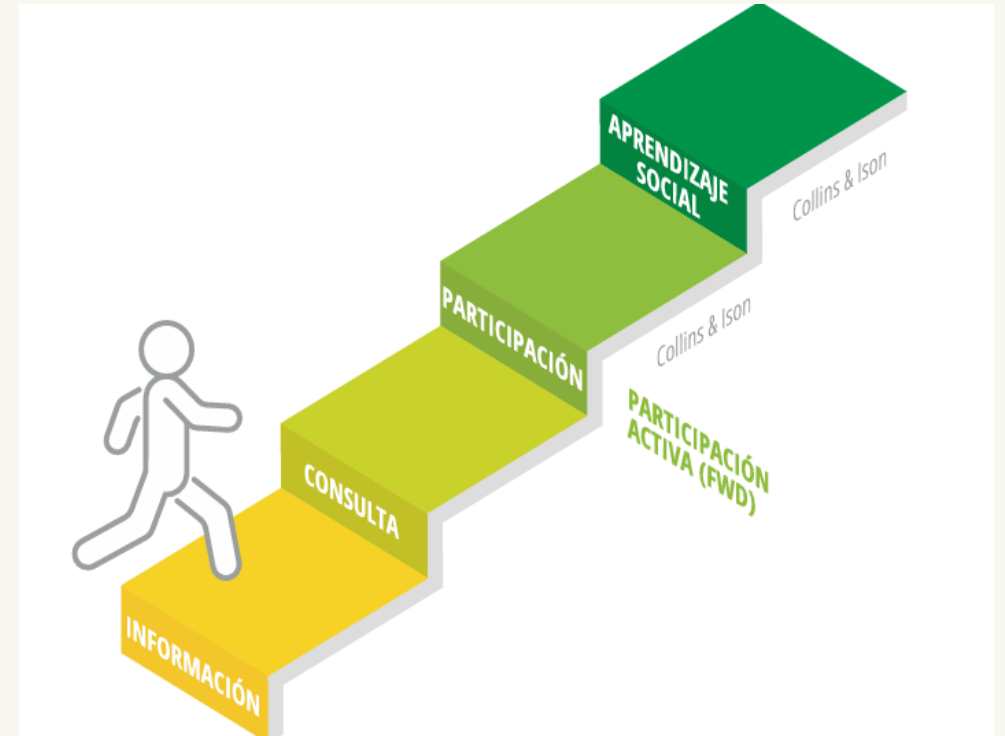 APRENDIZAJE
SOCIAL
Collins & Ison
PARTICIPACIÓN
Collins & Ison
PARTICIPACIÓN
ACTIVA (FWD)
CONSULTA
INFORMACIÓN